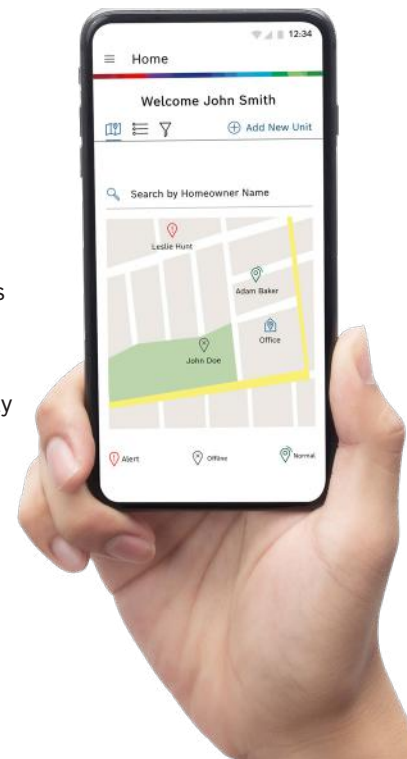 12:34
Home
Welcome John Smith
Add New Unit
Search by Homeowner Name
Leslie Hunt
Adam Baker
Office
John Doe
s
y
Alert
Offline
Normal